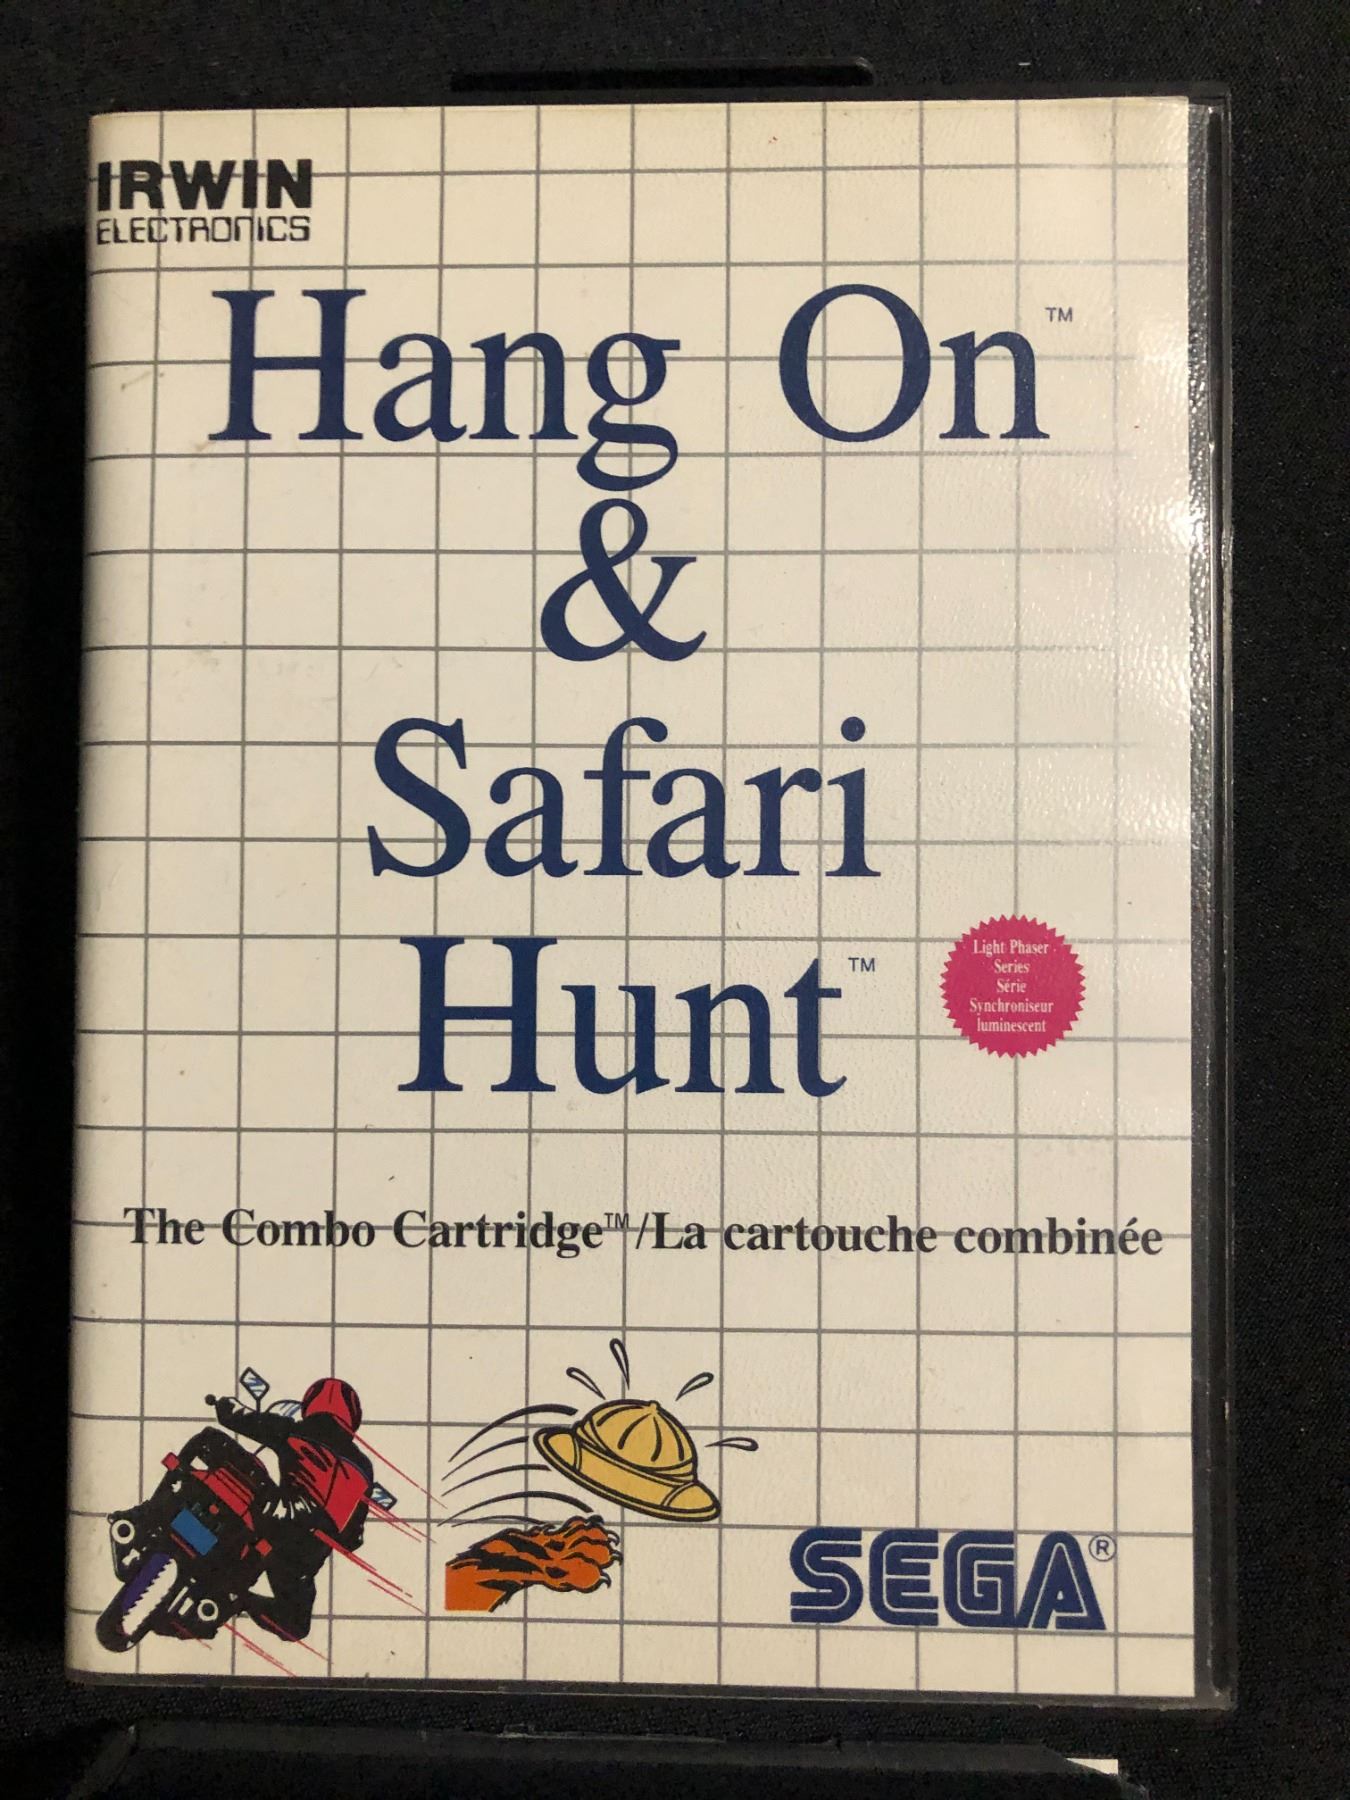 IRWIN
ELECTRONICS
Hang On™
&
Safari
Hunt™
Light Phaser
Series
Série
Synchroniseur
luminescent
The Combo Cartridge™/La cartouche combinée
SEGA®